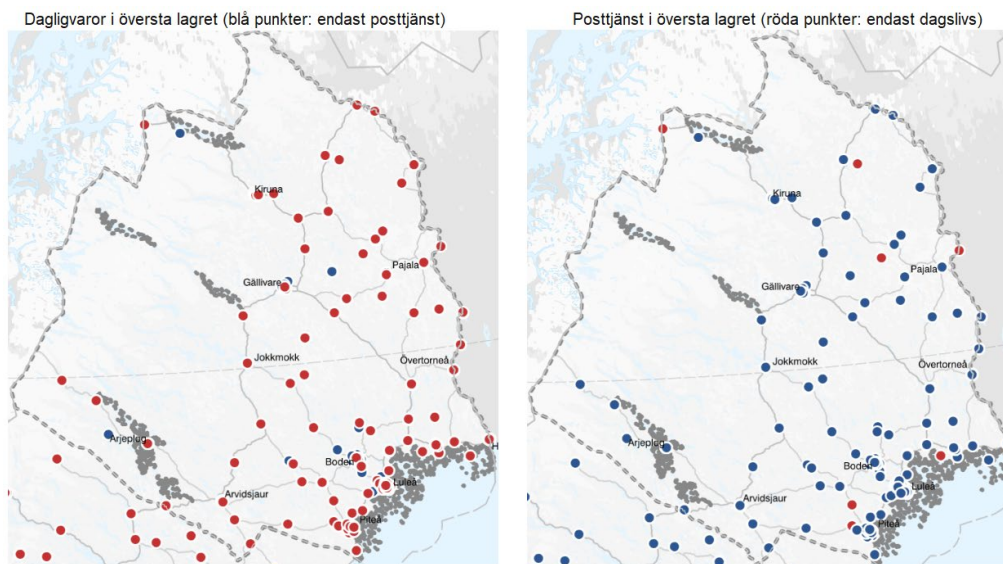 Dagligvaror i översta lagret (blå punkter: endast posttjänst)
Posttjänst i översta lagret (röda punkter: endast dagslivs)
Kiruna
Pajala
Gällivare
Jokkmokk
Övertorneå
Arjeplog
Boden
Luleå
Arvidsjaur
Piteå
H
Kiruna
Pajala
Gällivare
Jokkmokk
Övertorneå
Arjeplog
Boden
Luleå
Arvidsjaur
Piteå